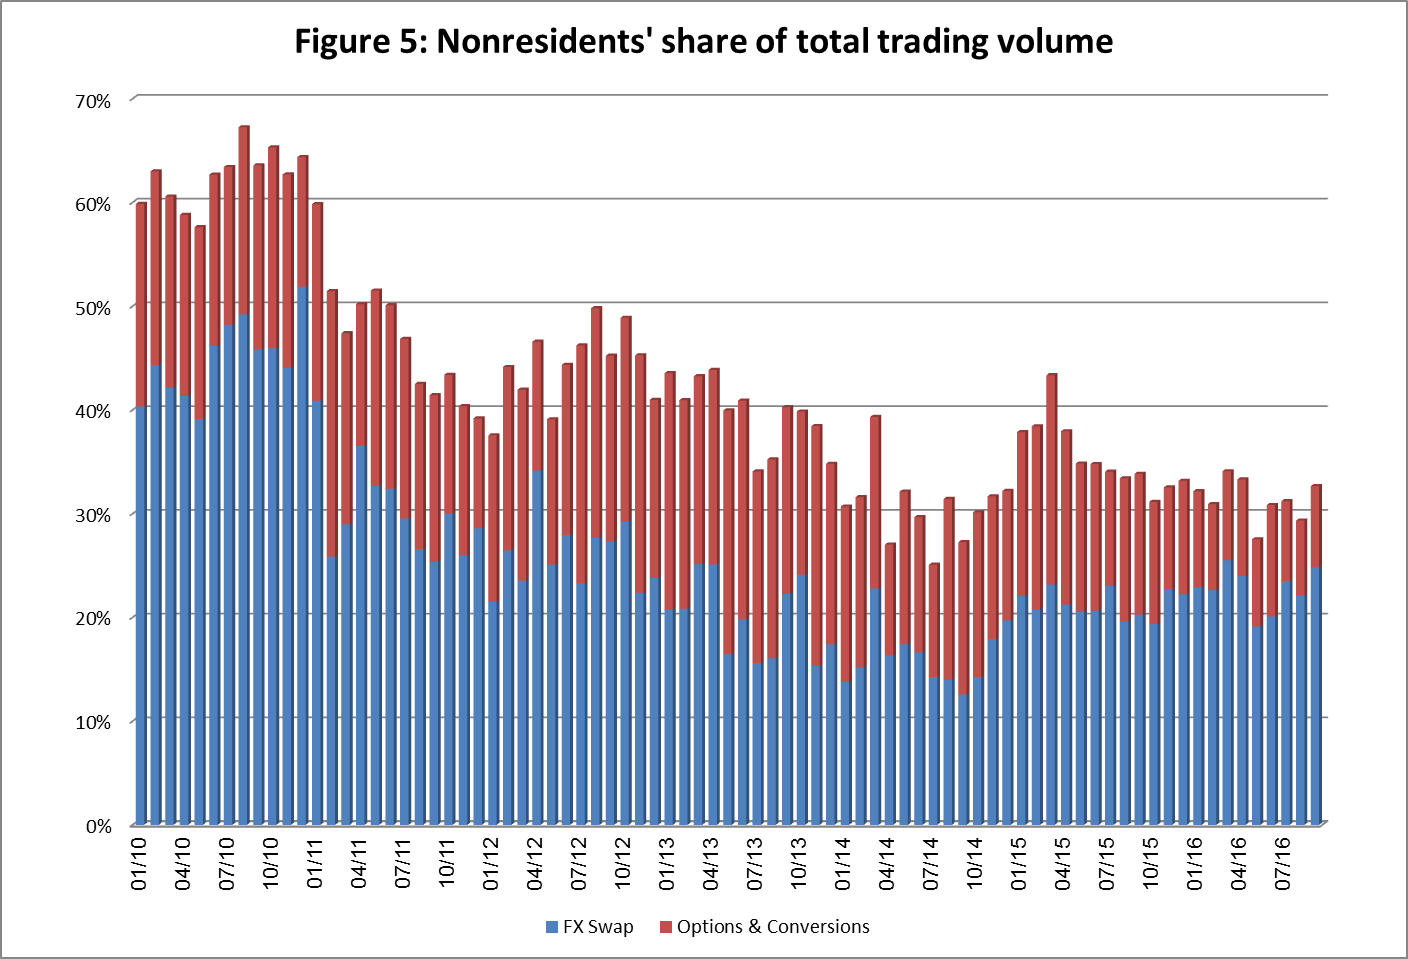 Figure 5: Nonresidents' share of total trading volume
70%
60%
50%
40%
30%
20%
10%
0%
01/10 04/10 07/10 10/10 01/11 04/11 07/11 10/11 01/12 04/12 07/12 10/12 01/13 04/13 07/13 10/13 01/14 04/14 07/14 10/14 01/15 04/15 07/15 10/15 01/16 04/16 07/16
FX Swap Options & Conversions